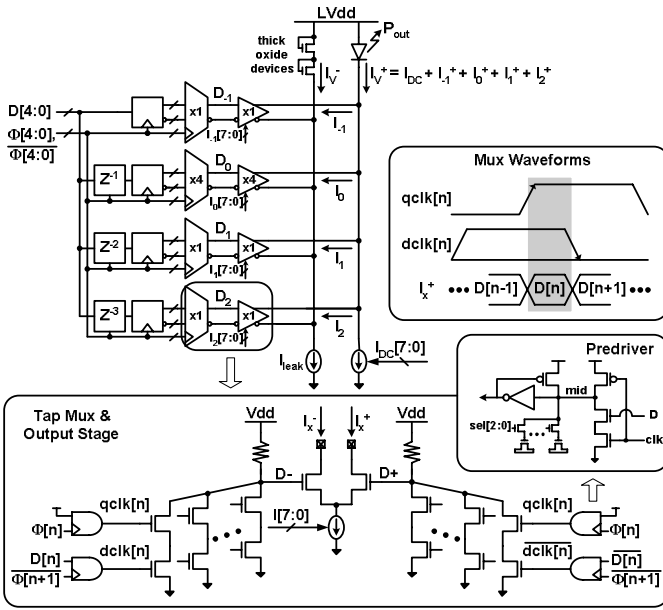 LVdd
thick
oxide
devices
P_out
I_V^-
I_V^+ = I_DC + I_-1^+ + I_0^+ + I_1^+ + I_2^+
D[4:0]
Φ[4:0],
Φ̅[̅4̅:̅0̅]̅
x1
D_-1
x1
I_-1[7:0]
I_-1
Z^-1
x4
D_0
x4
I_0[7:0]
I_0
Z^-2
x1
D_1
x1
I_1[7:0]
I_1
Z^-3
x1
D_2
x1
I_2[7:0]
I_2
I_leak
I_DC[7:0]
Mux Waveforms
qclk[n]
dclk[n]
I_x^+ ••• D[n-1] D[n] D[n+1] •••
Predriver
mid
sel[2:0]
D
clk
Tap Mux &
Output Stage
Vdd
I_x^-
I_x^+
Vdd
D-
D+
qclk[n]
I[7:0]
qclk[n]
Φ[n]
Φ[n]
dclk[n]
d̅c̅l̅k̅[̅n̅]̅
D[n]
D̅[̅n̅]̅
Φ̅[̅n̅+̅1̅]̅
Φ̅[̅n̅+̅1̅]̅